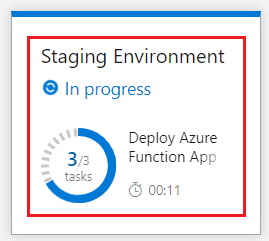 Staging Environment
In progress
3/3
tasks
Deploy Azure
Function App
00:11